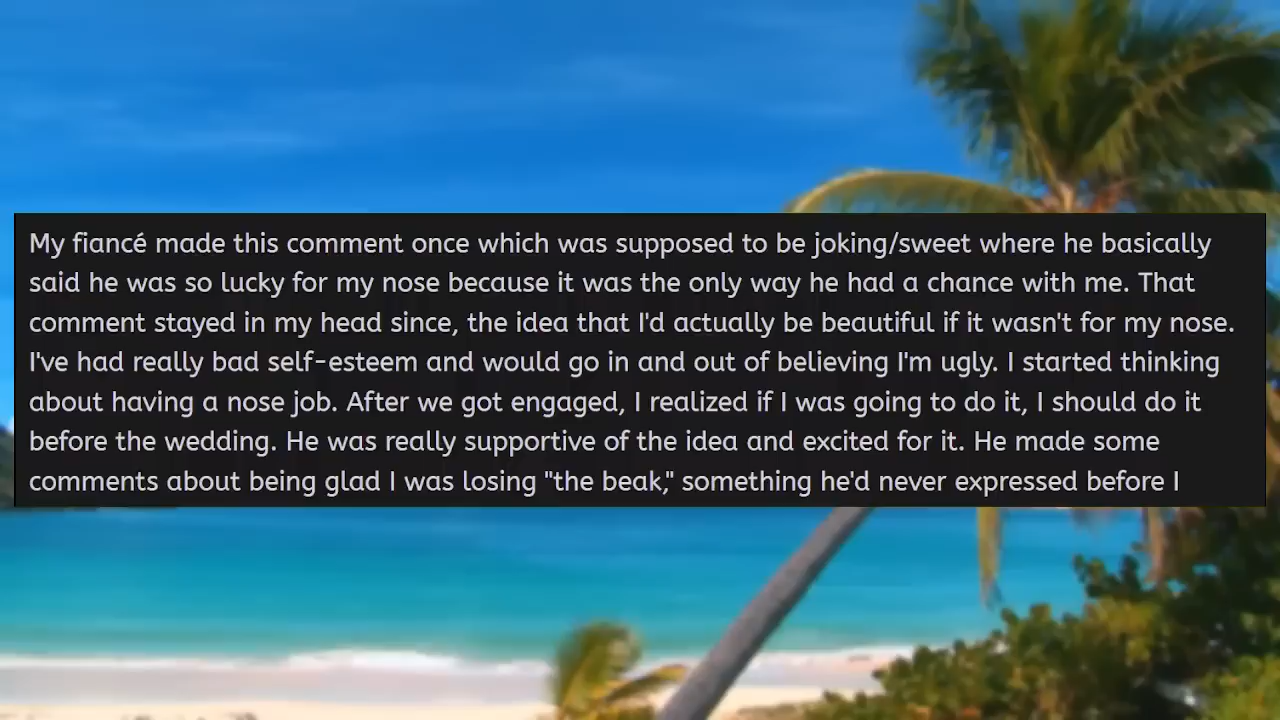 My fiancé made this comment once which was supposed to be joking/sweet where he basically
said he was so lucky for my nose because it was the only way he had a chance with me. That
comment stayed in my head since, the idea that I'd actually be beautiful if it wasn't for my nose.
I've had really bad self-esteem and would go in and out of believing I'm ugly. I started thinking
about having a nose job. After we got engaged, I realized if I was going to do it, I should do it
before the wedding. He was really supportive of the idea and excited for it. He made some
comments about being glad I was losing "the beak," something he'd never expressed before I